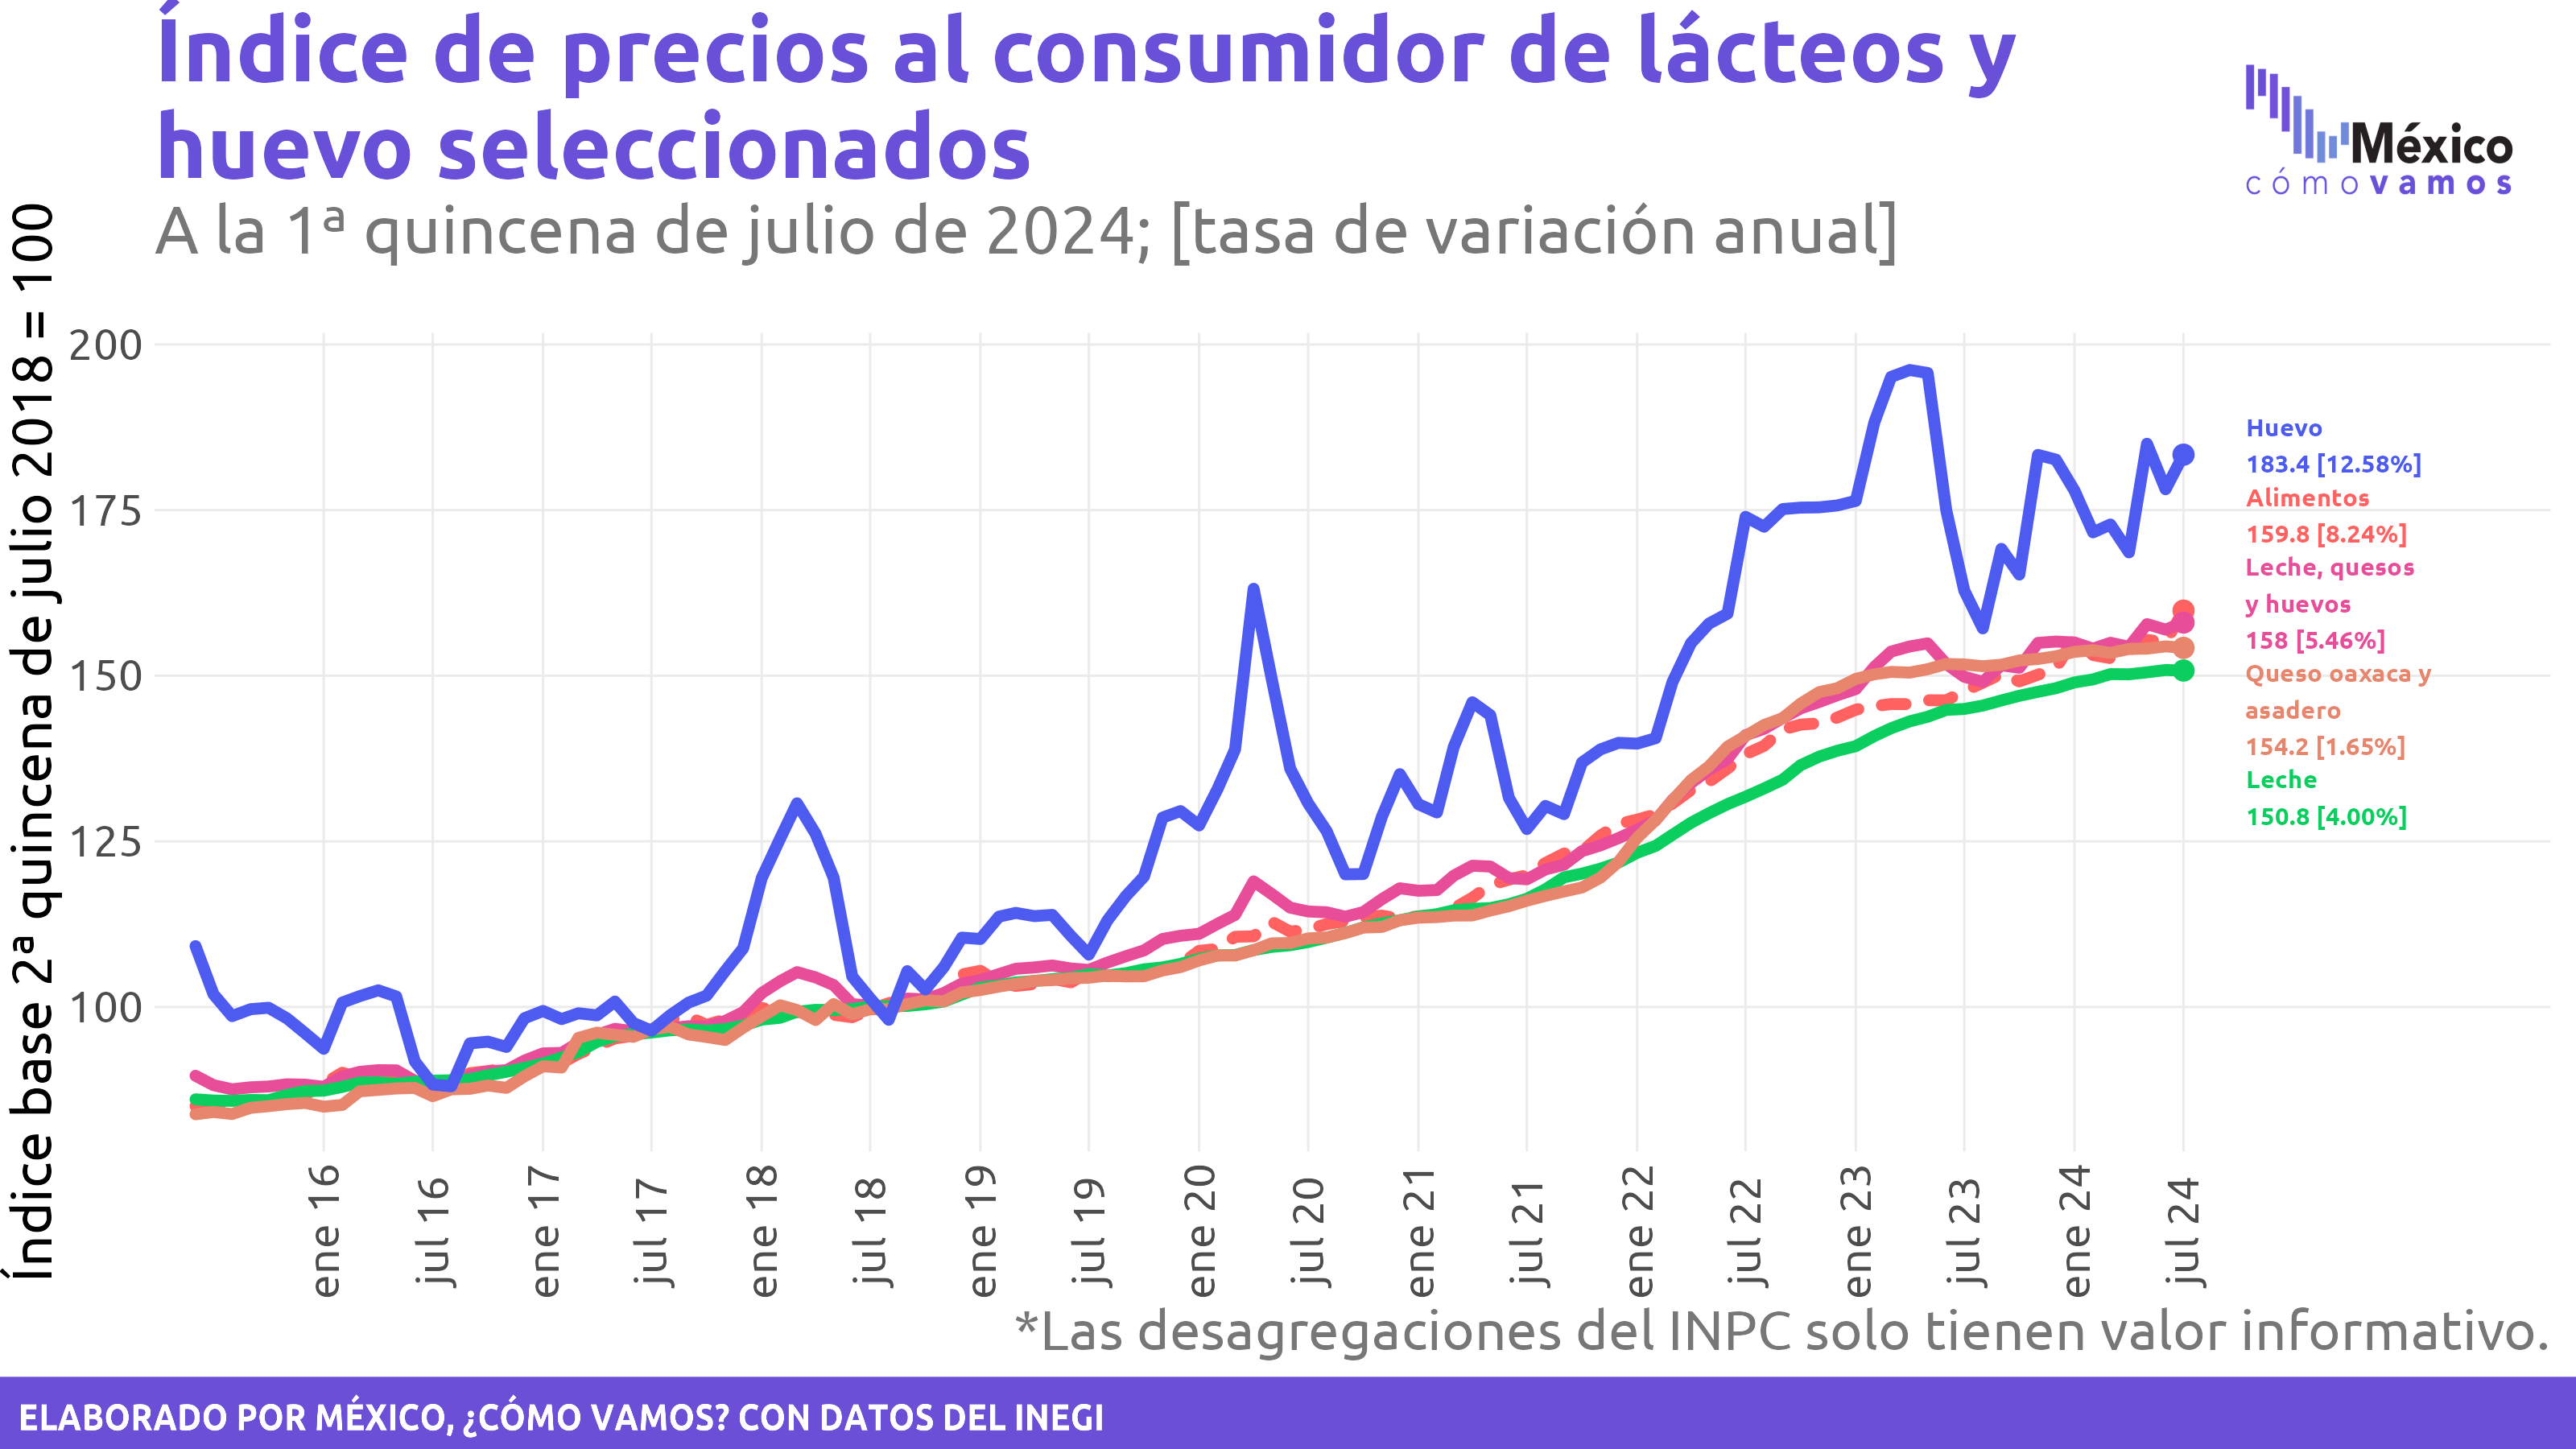 Índice de precios al consumidor de lácteos y
huevo seleccionados
A la 1ª quincena de julio de 2024; [tasa de variación anual]
México
cómo vamos
Índice base 2ª quincena de julio 2018 = 100
200
175
150
125
100
Huevo
183.4 [12.58%]
Alimentos
159.8 [8.24%]
Leche, quesos
y huevos
158 [5.46%]
Queso oaxaca y
asadero
154.2 [1.65%]
Leche
150.8 [4.00%]
ene 16
jul 16
ene 17
jul 17
ene 18
jul 18
ene 19
jul 19
ene 20
jul 20
ene 21
jul 21
ene 22
jul 22
ene 23
jul 23
ene 24
jul 24
*Las desagregaciones del INPC solo tienen valor informativo.
ELABORADO POR MÉXICO, ¿CÓMO VAMOS? CON DATOS DEL INEGI